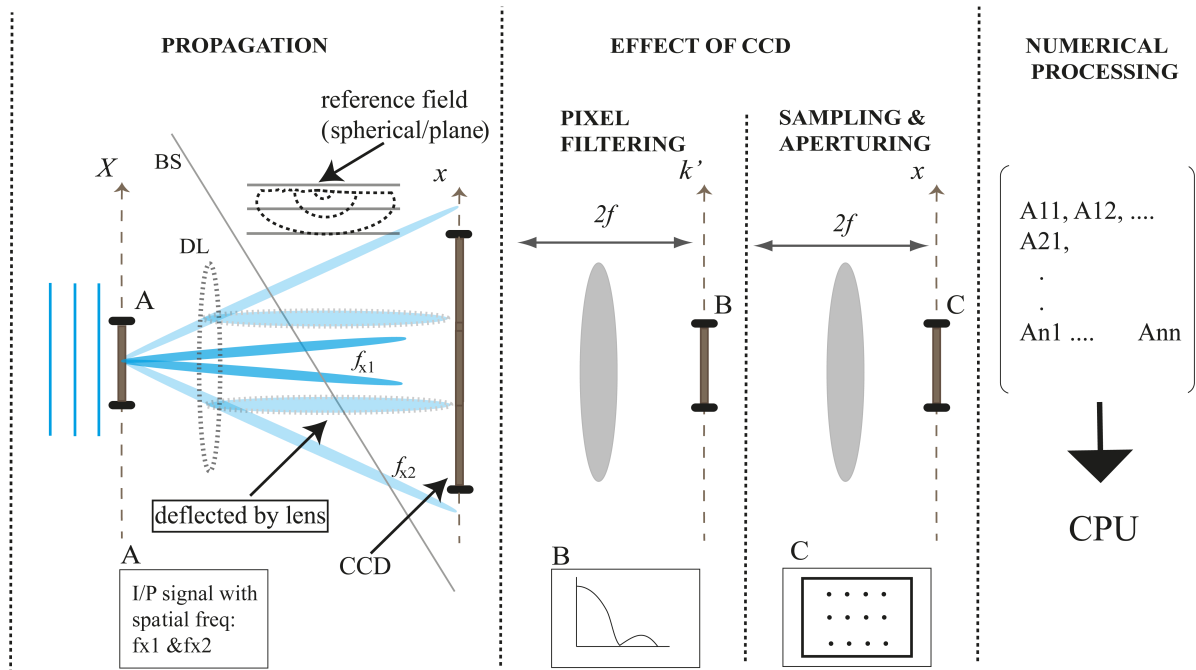 PROPAGATION
EFFECT OF CCD
NUMERICAL
PROCESSING
reference field
(spherical/plane)
BS
X
x
DL
A
fx1
fx2
deflected by lens
CCD
A
I/P signal with
spatial freq:
fx1 &fx2
PIXEL
FILTERING
k'
2f
B
B
SAMPLING &
APERTURING
x
2f
C
C
A11, A12, ....
A21,
.
.
An1 .... Ann
CPU